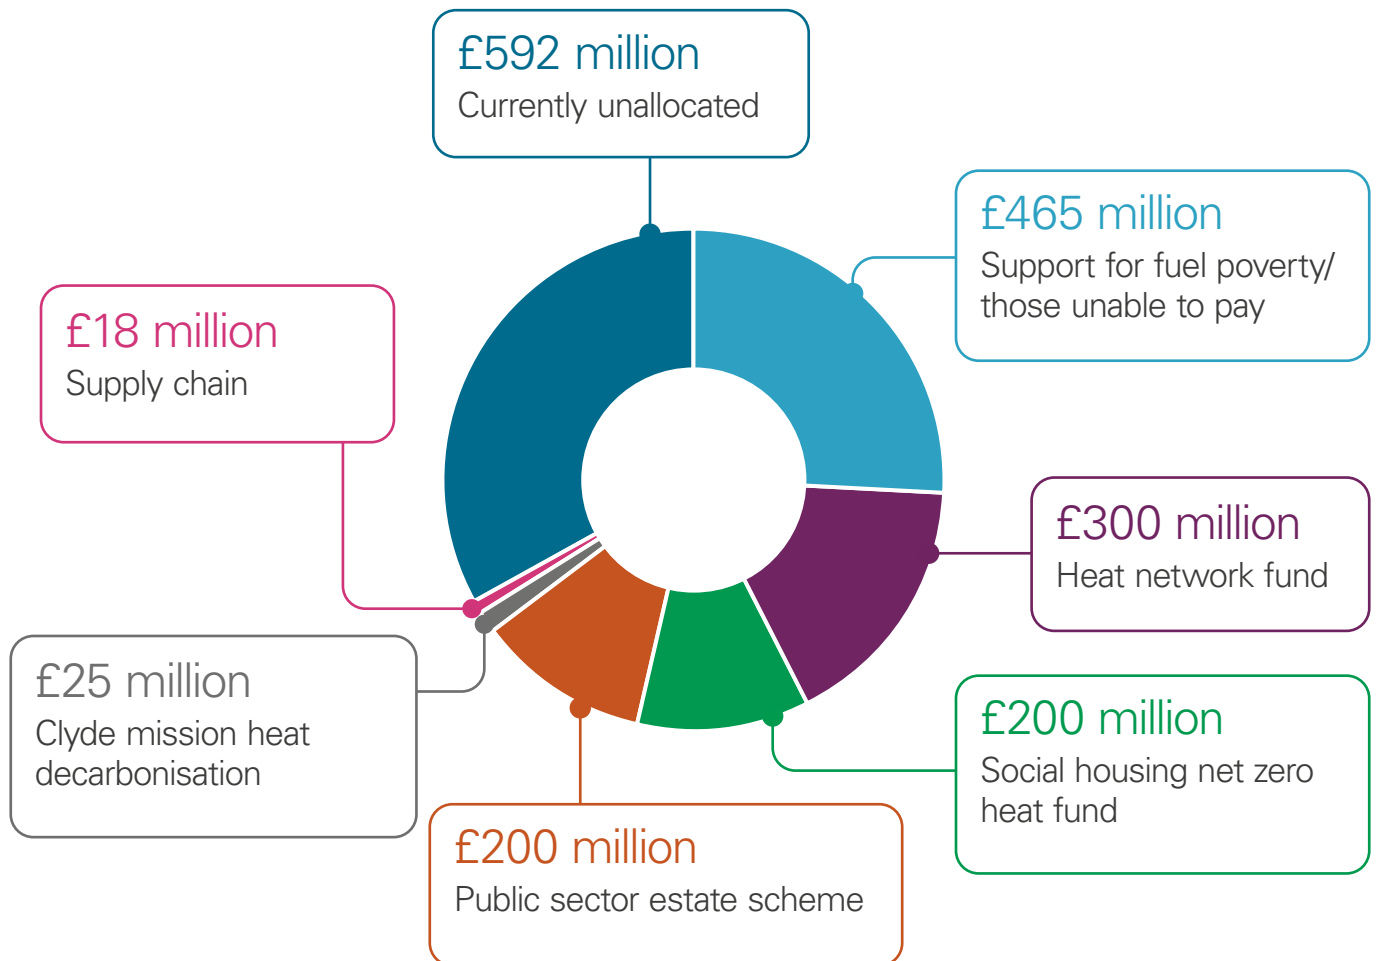 £592 million
Currently unallocated
£465 million
Support for fuel poverty/
those unable to pay
£18 million
Supply chain
£300 million
Heat network fund
£25 million
Clyde mission heat
decarbonisation
£200 million
Social housing net zero
heat fund
£200 million
Public sector estate scheme